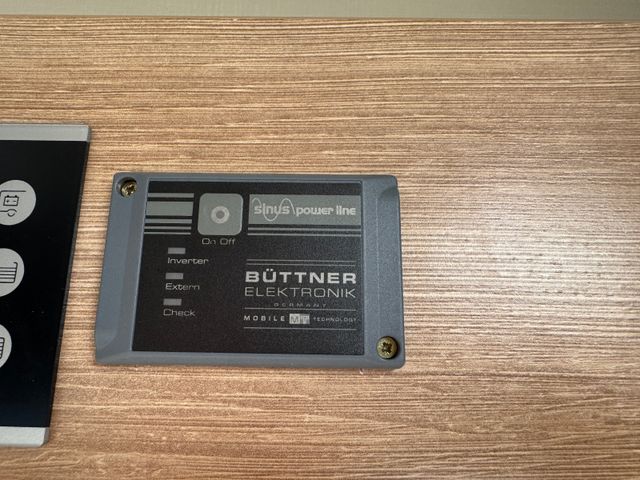 sinus power line
On Off
Inverter
Extern
Check
BÜTTNER
ELEKTRONIK
GERMANY
MOBILE MT TECHNOLOGY